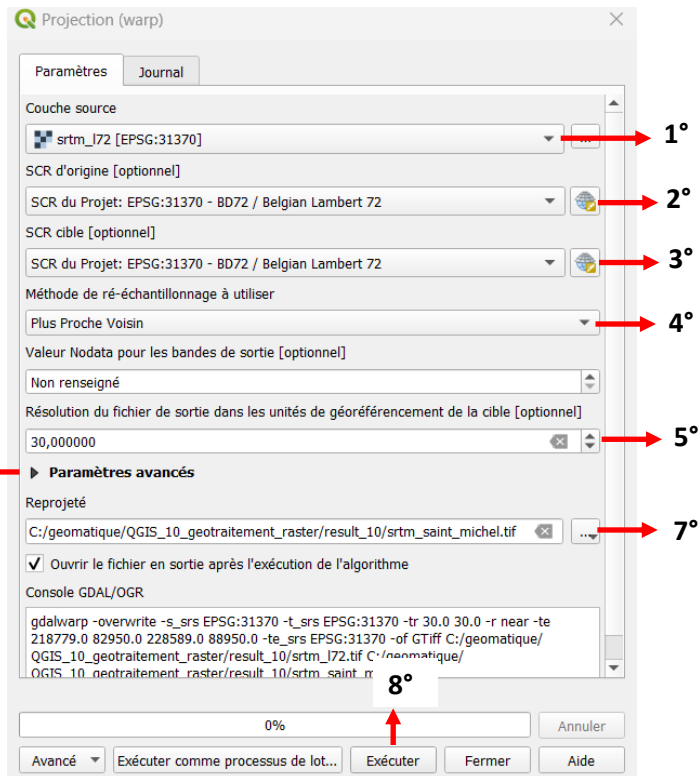 Projection (warp)
Paramètres Journal
Couche source
srtm_l72 [EPSG:31370] ... 1°
SCR d'origine [optionnel]
SCR du Projet: EPSG:31370 - BD72 / Belgian Lambert 72 2°
SCR cible [optionnel]
SCR du Projet: EPSG:31370 - BD72 / Belgian Lambert 72 3°
Méthode de ré-échantillonnage à utiliser
Plus Proche Voisin 4°
Valeur Nodata pour les bandes de sortie [optionnel]
Non renseigné
Résolution du fichier de sortie dans les unités de géoréférencement de la cible [optionnel]
30,000000 5°
Paramètres avancés
Reprojeté
C:/geomatique/QGIS_10_geotraitement_raster/result_10/srtm_saint_michel.tif ... 7°
Ouvrir le fichier en sortie après l'exécution de l'algorithme
Console GDAL/OGR
gdalwarp -overwrite -s_srs EPSG:31370 -t_srs EPSG:31370 -tr 30.0 30.0 -r near -te
218779.0 82950.0 228589.0 88950.0 -te_srs EPSG:31370 -of GTiff C:/geomatique/
QGIS_10_geotraitement_raster/result_10/srtm_l72.tif C:/geomatique/
QGIS_10_geotraitement_raster/result_10/srtm_saint
8°
0% Annuler
Avancé Exécuter comme processus de lot... Exécuter Fermer Aide